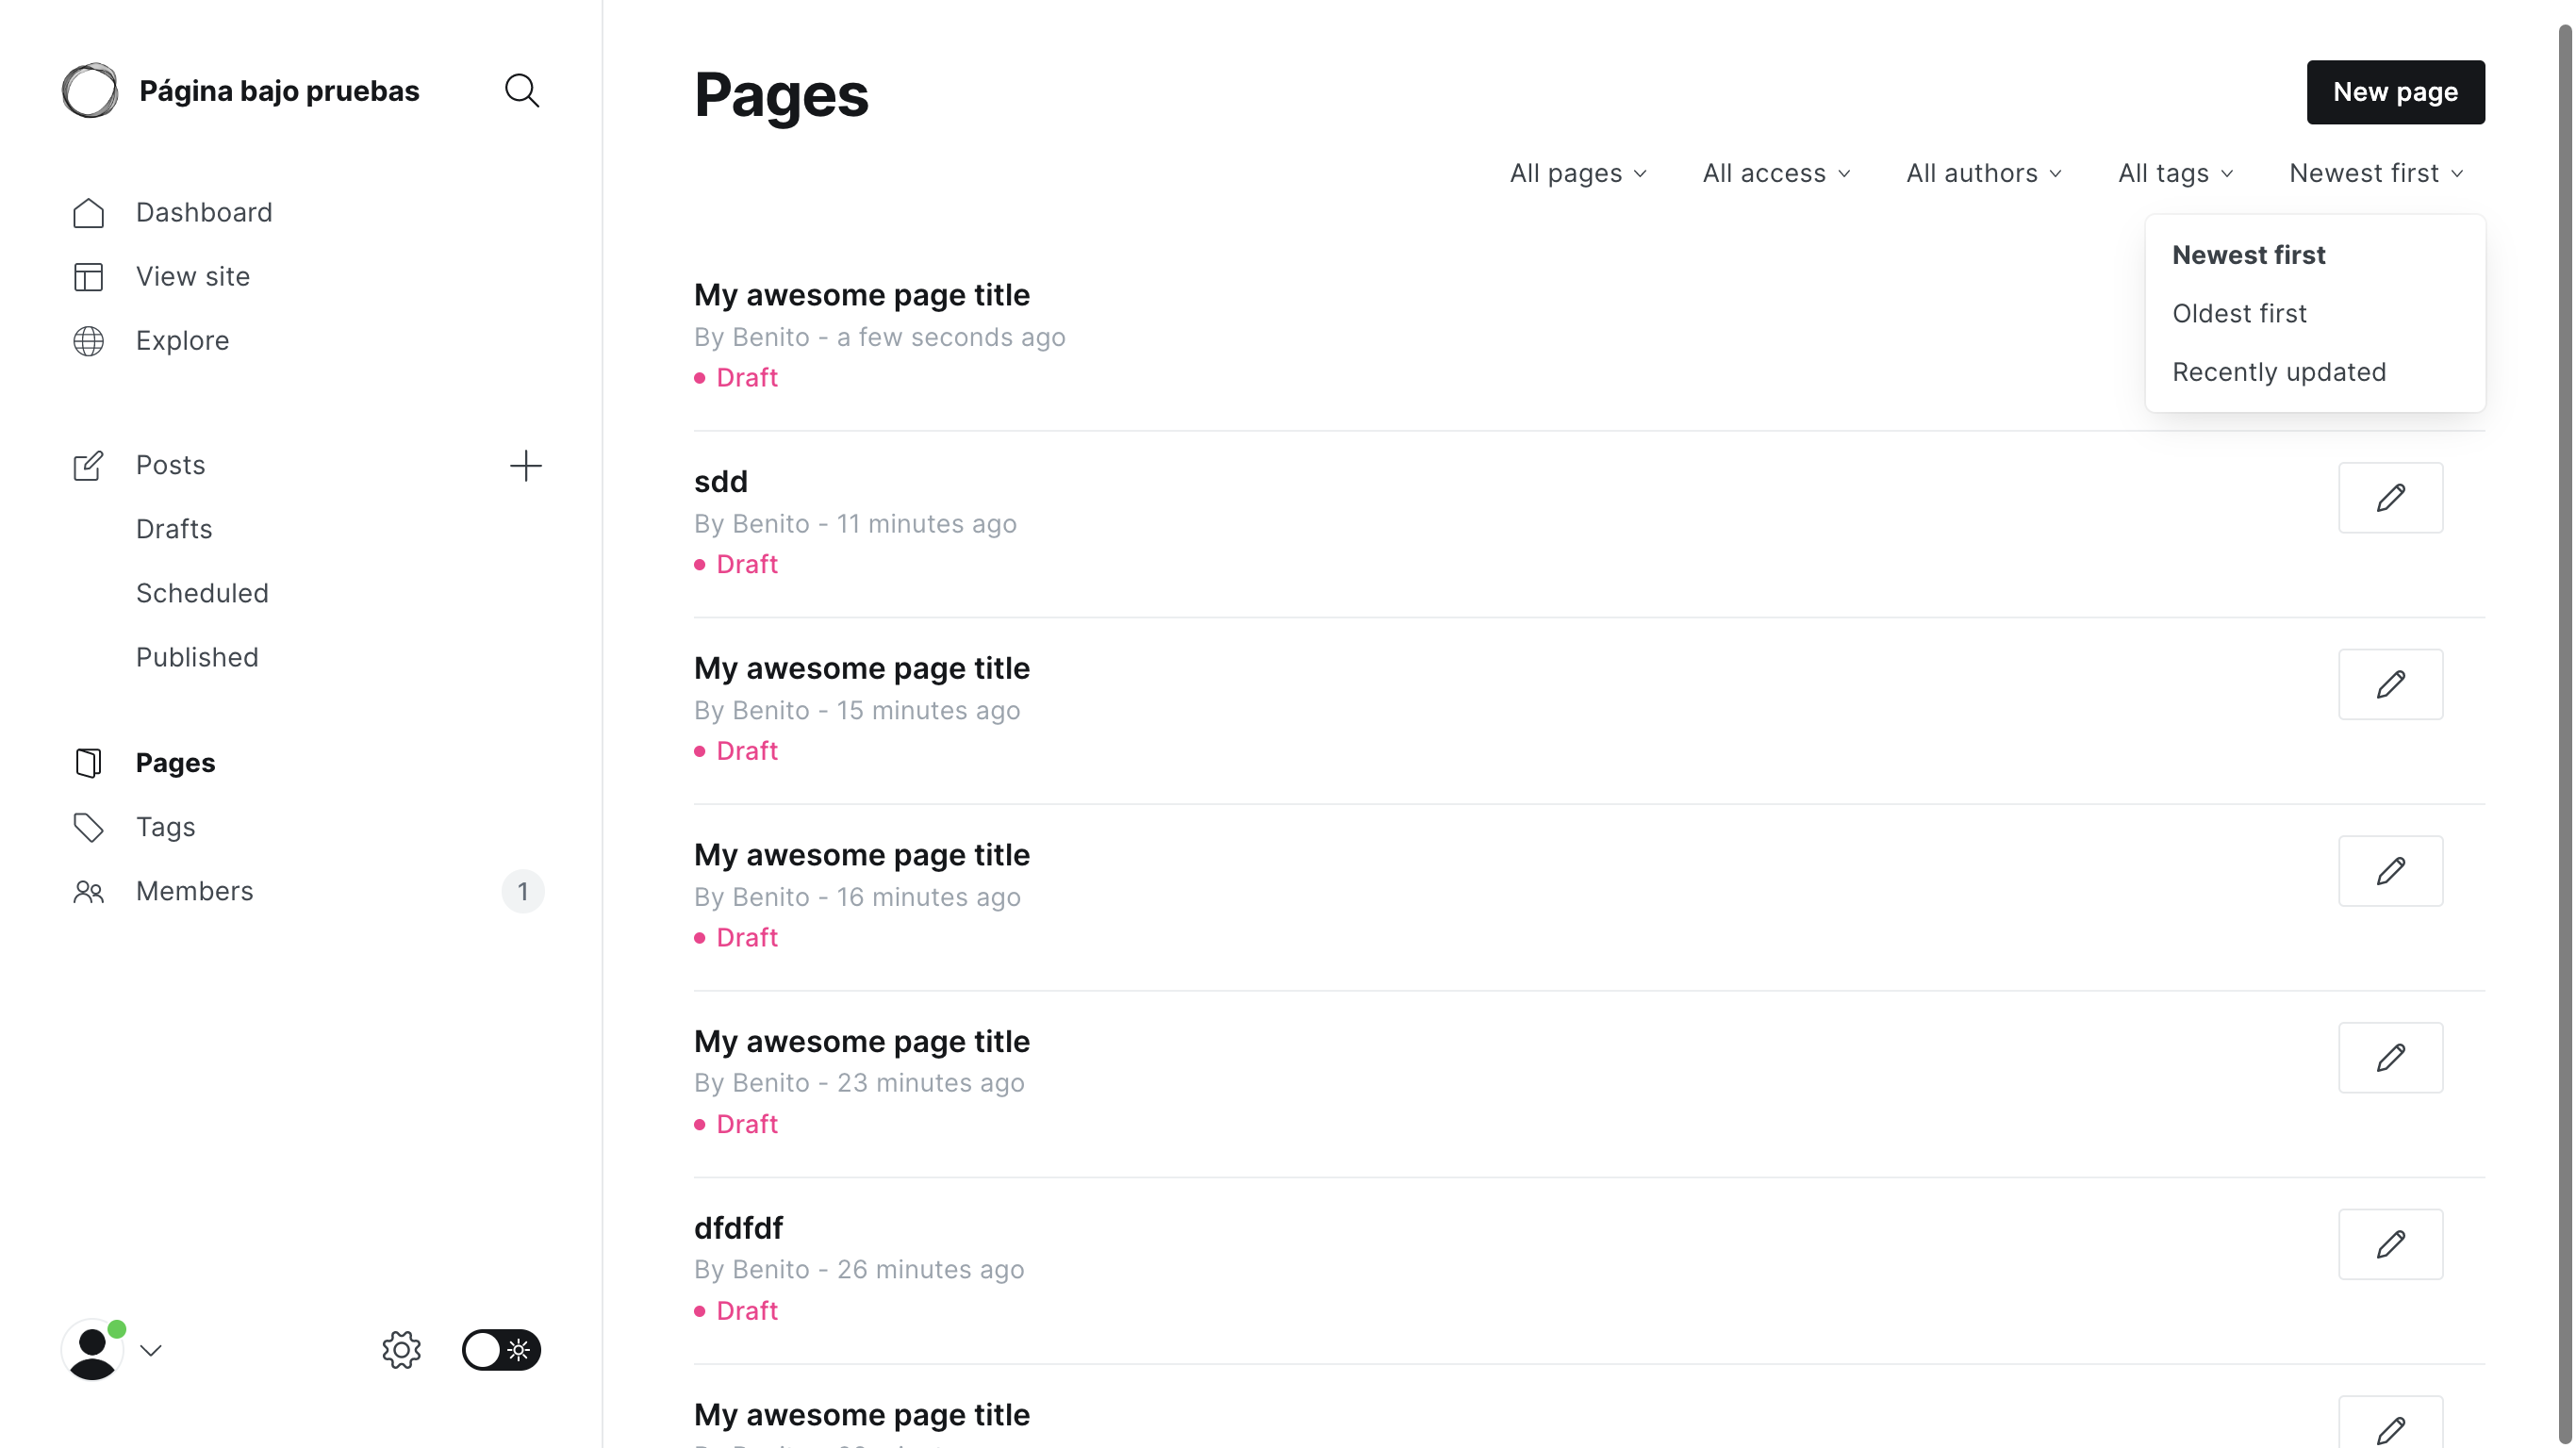 Página bajo pruebas
Dashboard
View site
Explore
Posts
Drafts
Scheduled
Published
Pages
Tags
Members
1
Pages
New page
All pages
All access
All authors
All tags
Newest first
Newest first
Oldest first
Recently updated
My awesome page title
By Benito - a few seconds ago
Draft
sdd
By Benito - 11 minutes ago
Draft
My awesome page title
By Benito - 15 minutes ago
Draft
My awesome page title
By Benito - 16 minutes ago
Draft
My awesome page title
By Benito - 23 minutes ago
Draft
dfdfdf
By Benito - 26 minutes ago
Draft
My awesome page title